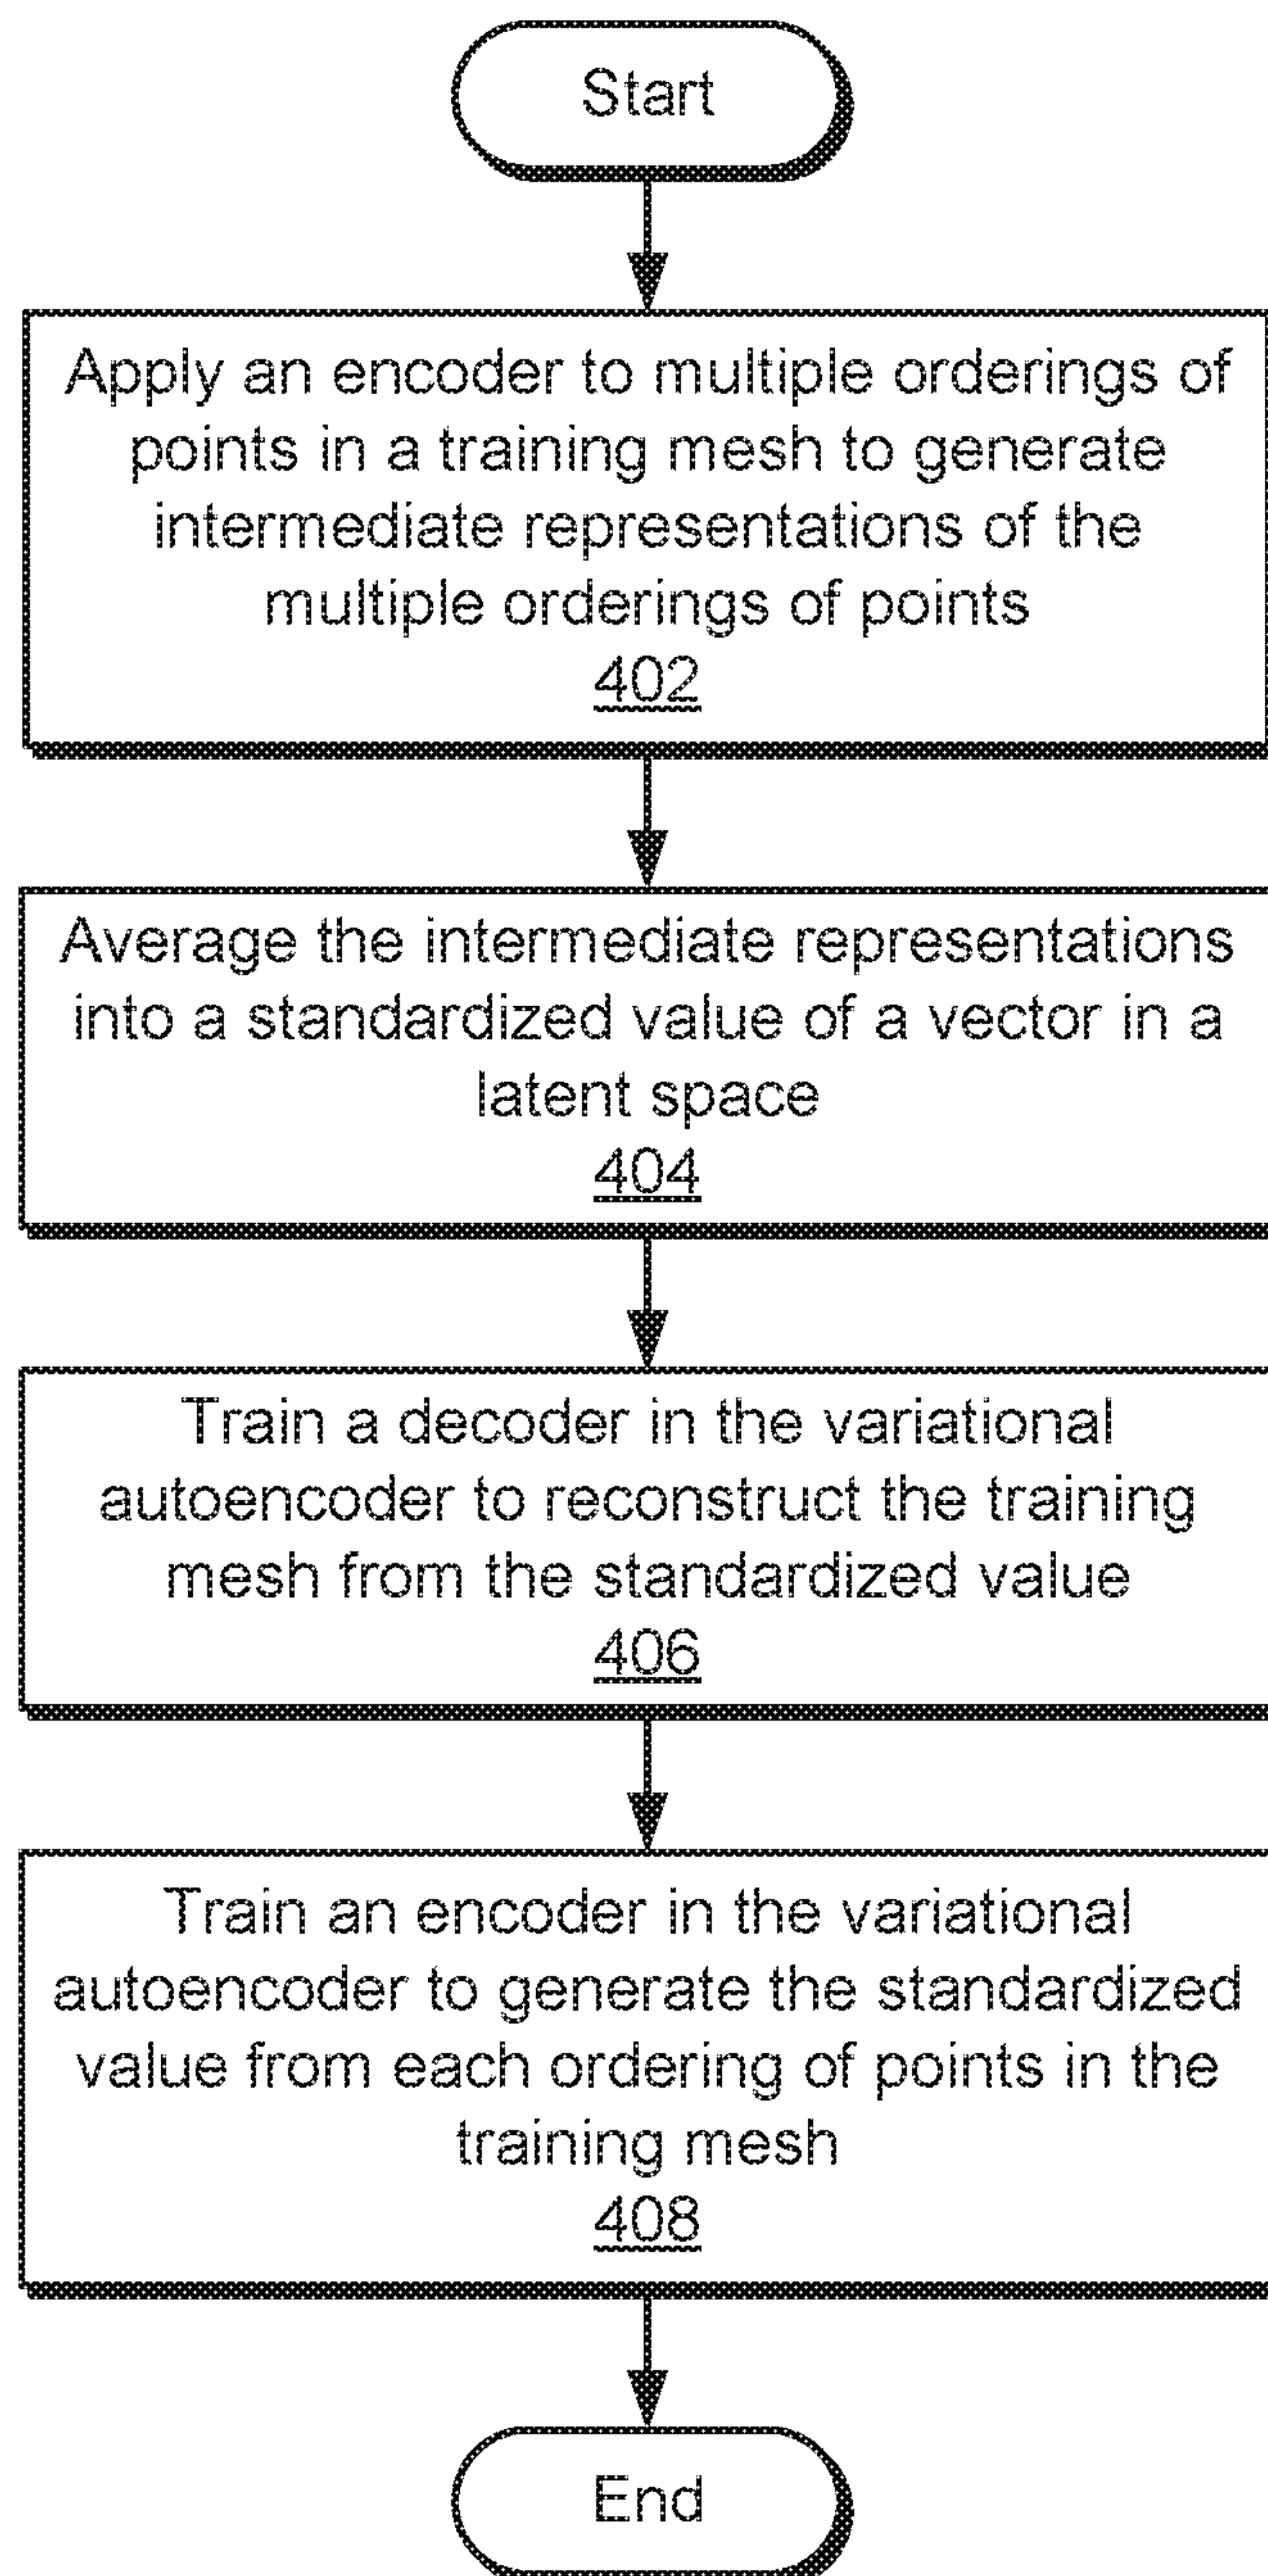 Start
Apply an encoder to multiple orderings of
points in a training mesh to generate
intermediate representations of the
multiple orderings of points
402
Average the intermediate representations
into a standardized value of a vector in a
latent space
404
Train a decoder in the variational
autoencoder to reconstruct the training
mesh from the standardized value
406
Train an encoder in the variational
autoencoder to generate the standardized
value from each ordering of points in the
training mesh
408
End